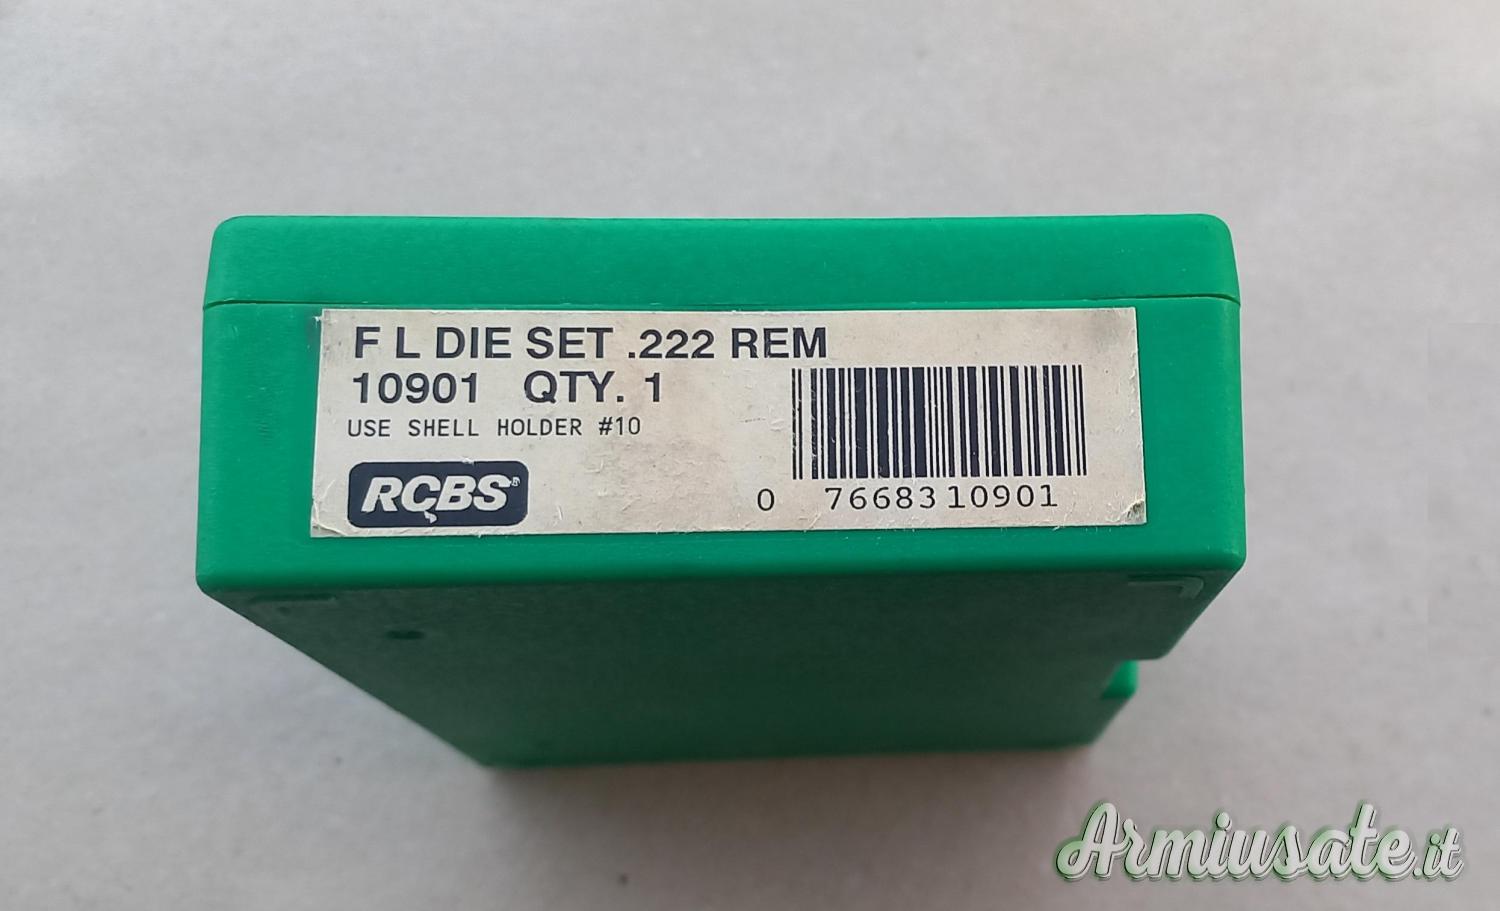 F L DIE SET .222 REM
10901 QTY. 1
USE SHELL HOLDER #10
RCBS
0 76683 10901
Armiusate.it